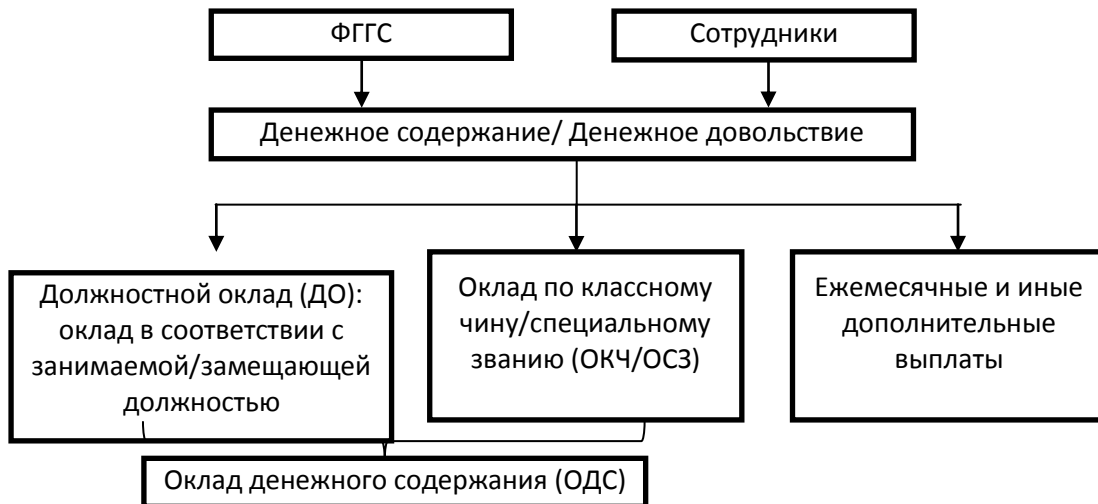 ФГГС
Сотрудники
Денежное содержание/ Денежное довольствие
Должностной оклад (ДО):
оклад в соответствии с
занимаемой/замещающей
должностью
Оклад по классному
чину/специальному
званию (ОКЧ/ОСЗ)
Ежемесячные и иные
дополнительные
выплаты
Оклад денежного содержания (ОДС)